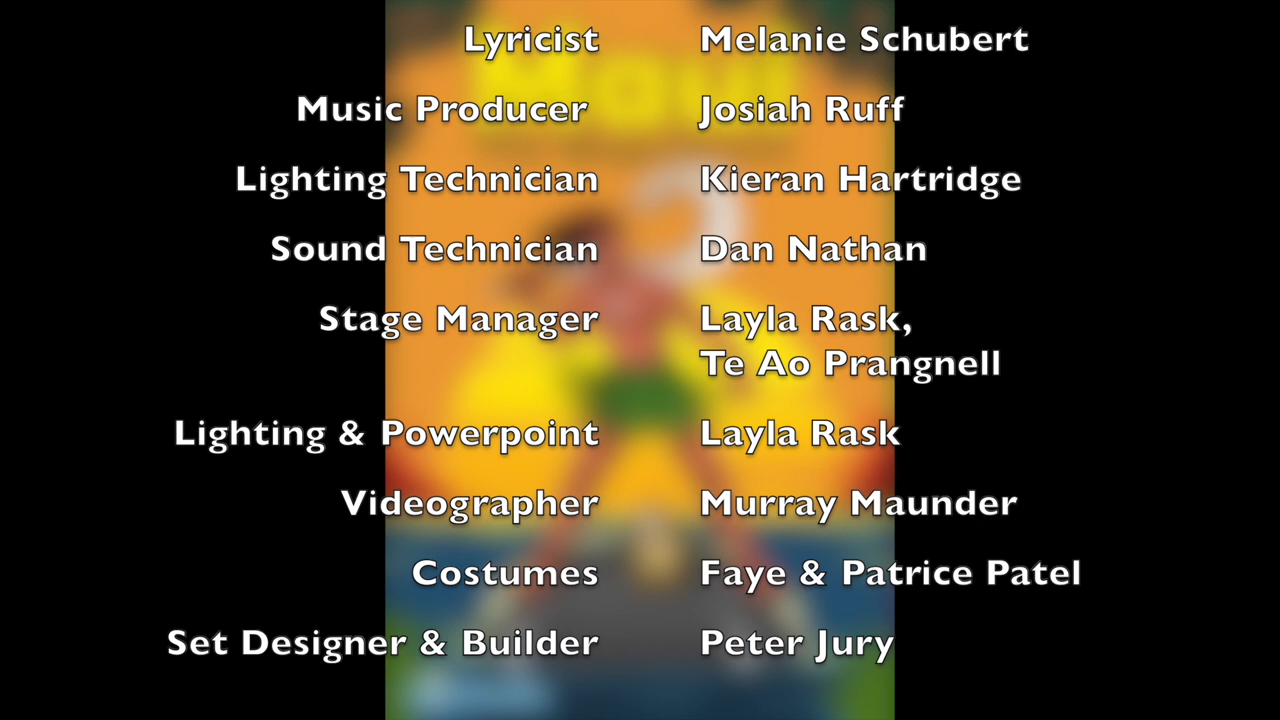 Lyricist Melanie Schubert
Music Producer Josiah Ruff
Lighting Technician Kieran Hartridge
Sound Technician Dan Nathan
Stage Manager Layla Rask,
Te Ao Prangnell
Lighting & Powerpoint Layla Rask
Videographer Murray Maunder
Costumes Faye & Patrice Patel
Set Designer & Builder Peter Jury